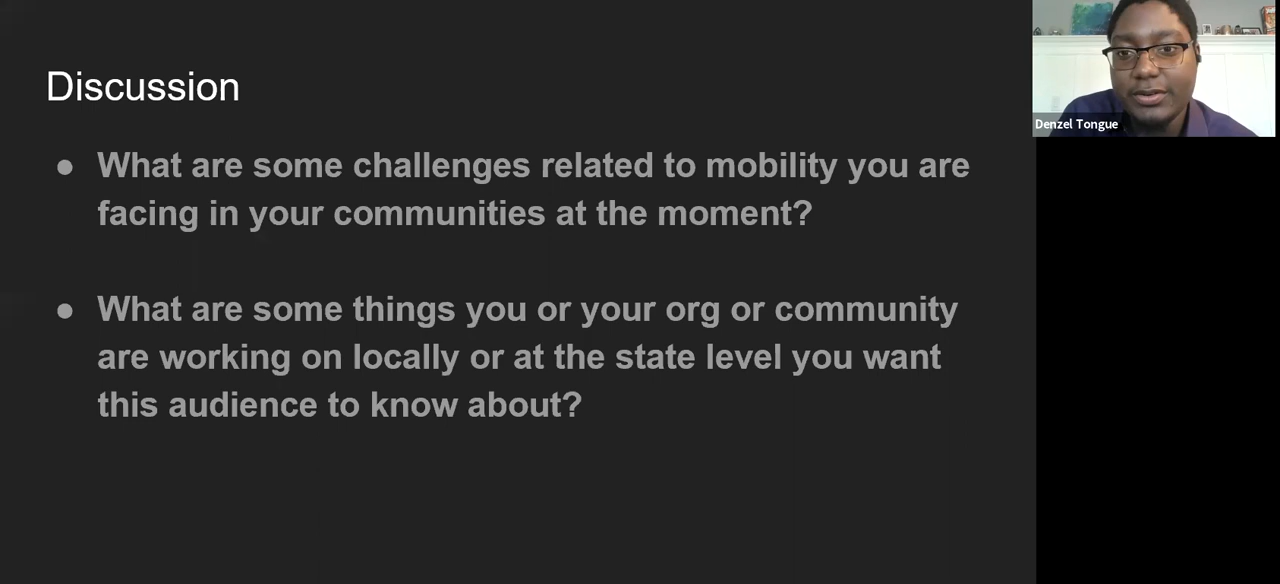 Discussion
● What are some challenges related to mobility you are
facing in your communities at the moment?
● What are some things you or your org or community
are working on locally or at the state level you want
this audience to know about?
Denzel Tongue